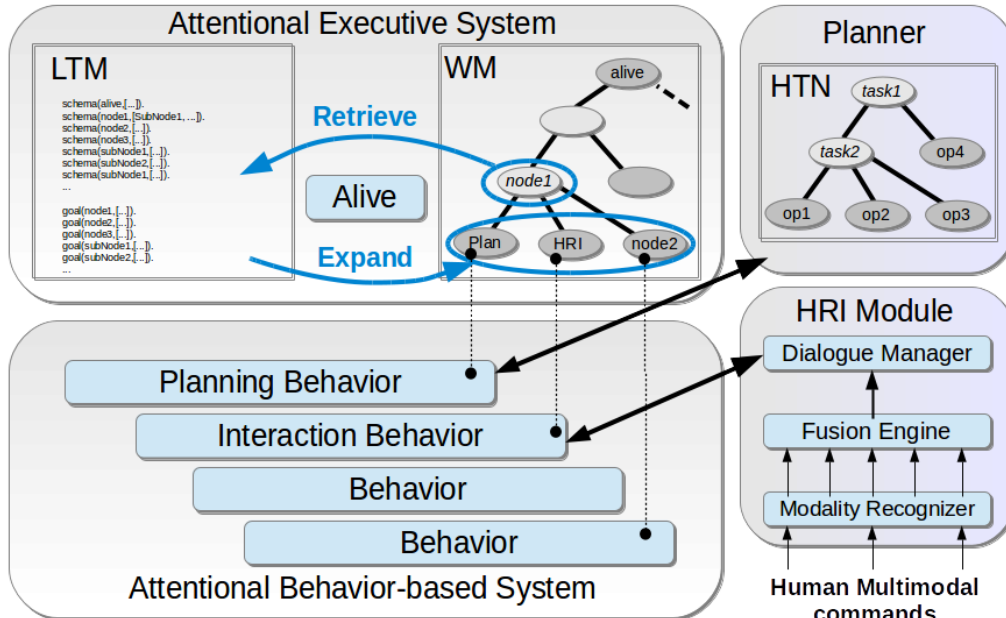 Attentional Executive System
LTM
schema(alive,[...]).
schema(node1,[SubNode1, ...]).
schema(node2,[...]).
schema(node3,[...]).
schema(subNode1,[...]).
schema(subNode2,[...]).
schema(subNode1,[...]).
...
goal(node1,[...]).
goal(node2,[...]).
goal(node3,[...]).
goal(subNode1,[...]).
goal(subNode2,[...]).
...
Retrieve
Alive
Expand
WM
alive
node1
Plan
HRI
node2
Planner
HTN
task1
task2
op4
op1
op2
op3
Planning Behavior
Interaction Behavior
Behavior
Behavior
Attentional Behavior-based System
HRI Module
Dialogue Manager
Fusion Engine
Modality Recognizer
Human Multimodal
commands